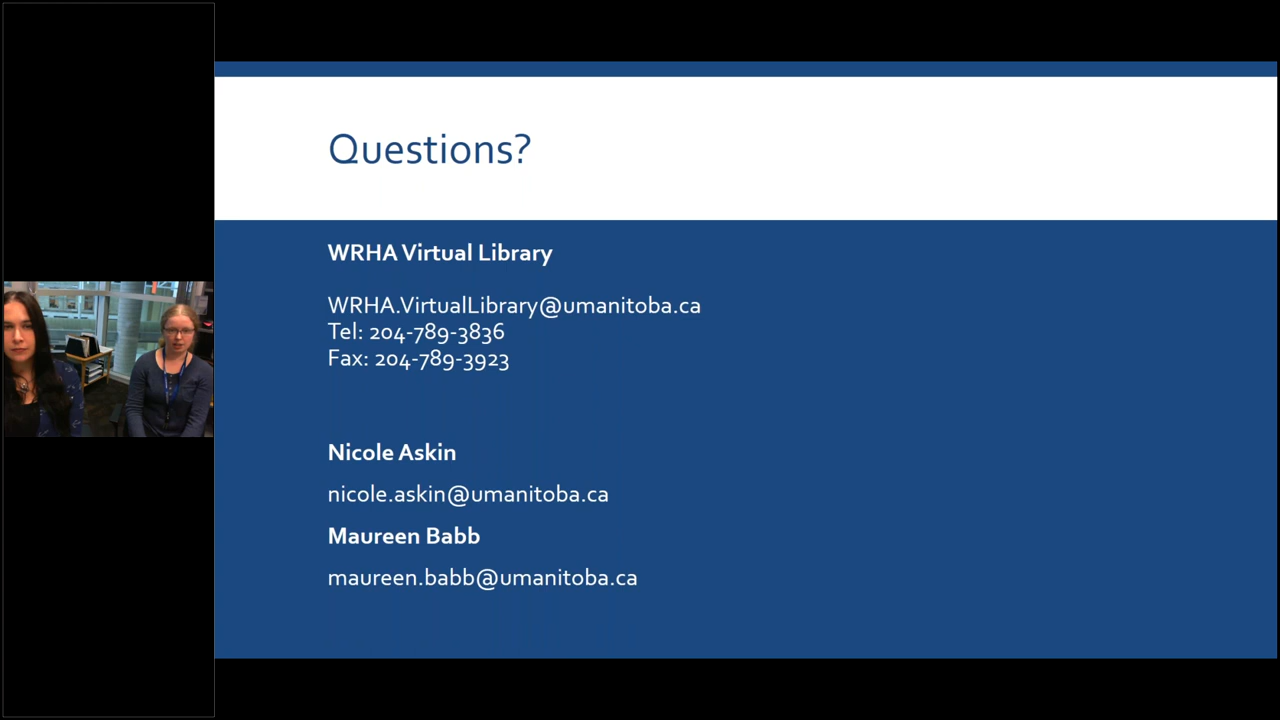 Questions?
WRHA Virtual Library
WRHA.VirtualLibrary@umanitoba.ca
Tel: 204-789-3836
Fax: 204-789-3923
Nicole Askin
nicole.askin@umanitoba.ca
Maureen Babb
maureen.babb@umanitoba.ca